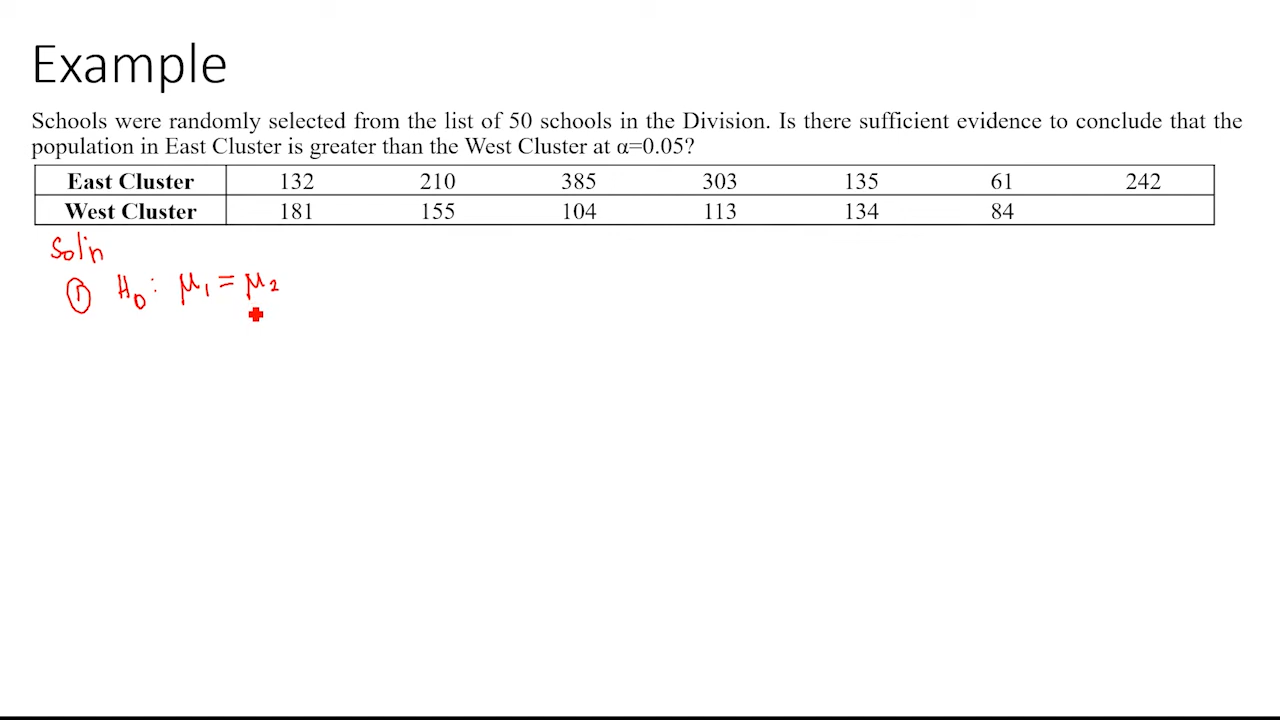 Example
Schools were randomly selected from the list of 50 schools in the Division. Is there sufficient evidence to conclude that the
population in East Cluster is greater than the West Cluster at α=0.05?
East Cluster 132 210 385 303 135 61 242
West Cluster 181 155 104 113 134 84
Sol'n
① H₀: μ₁ = μ₂